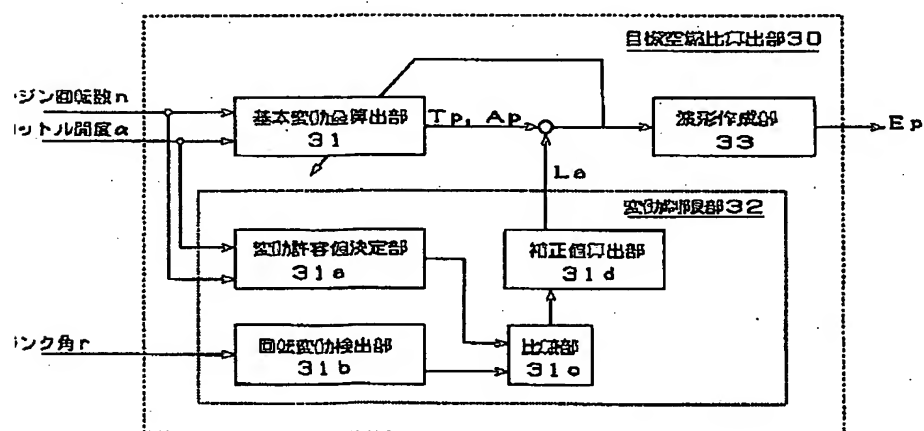 目標空燃比算出部30
ジン回転数n
ットル開度α
基本変動量算出部
31
Tp, Ap
波形作成部
33
Ep
Le
変動制限部32
変動許容値決定部
31a
補正値算出部
31d
ンク角r
回転変動検出部
31b
比較部
31c